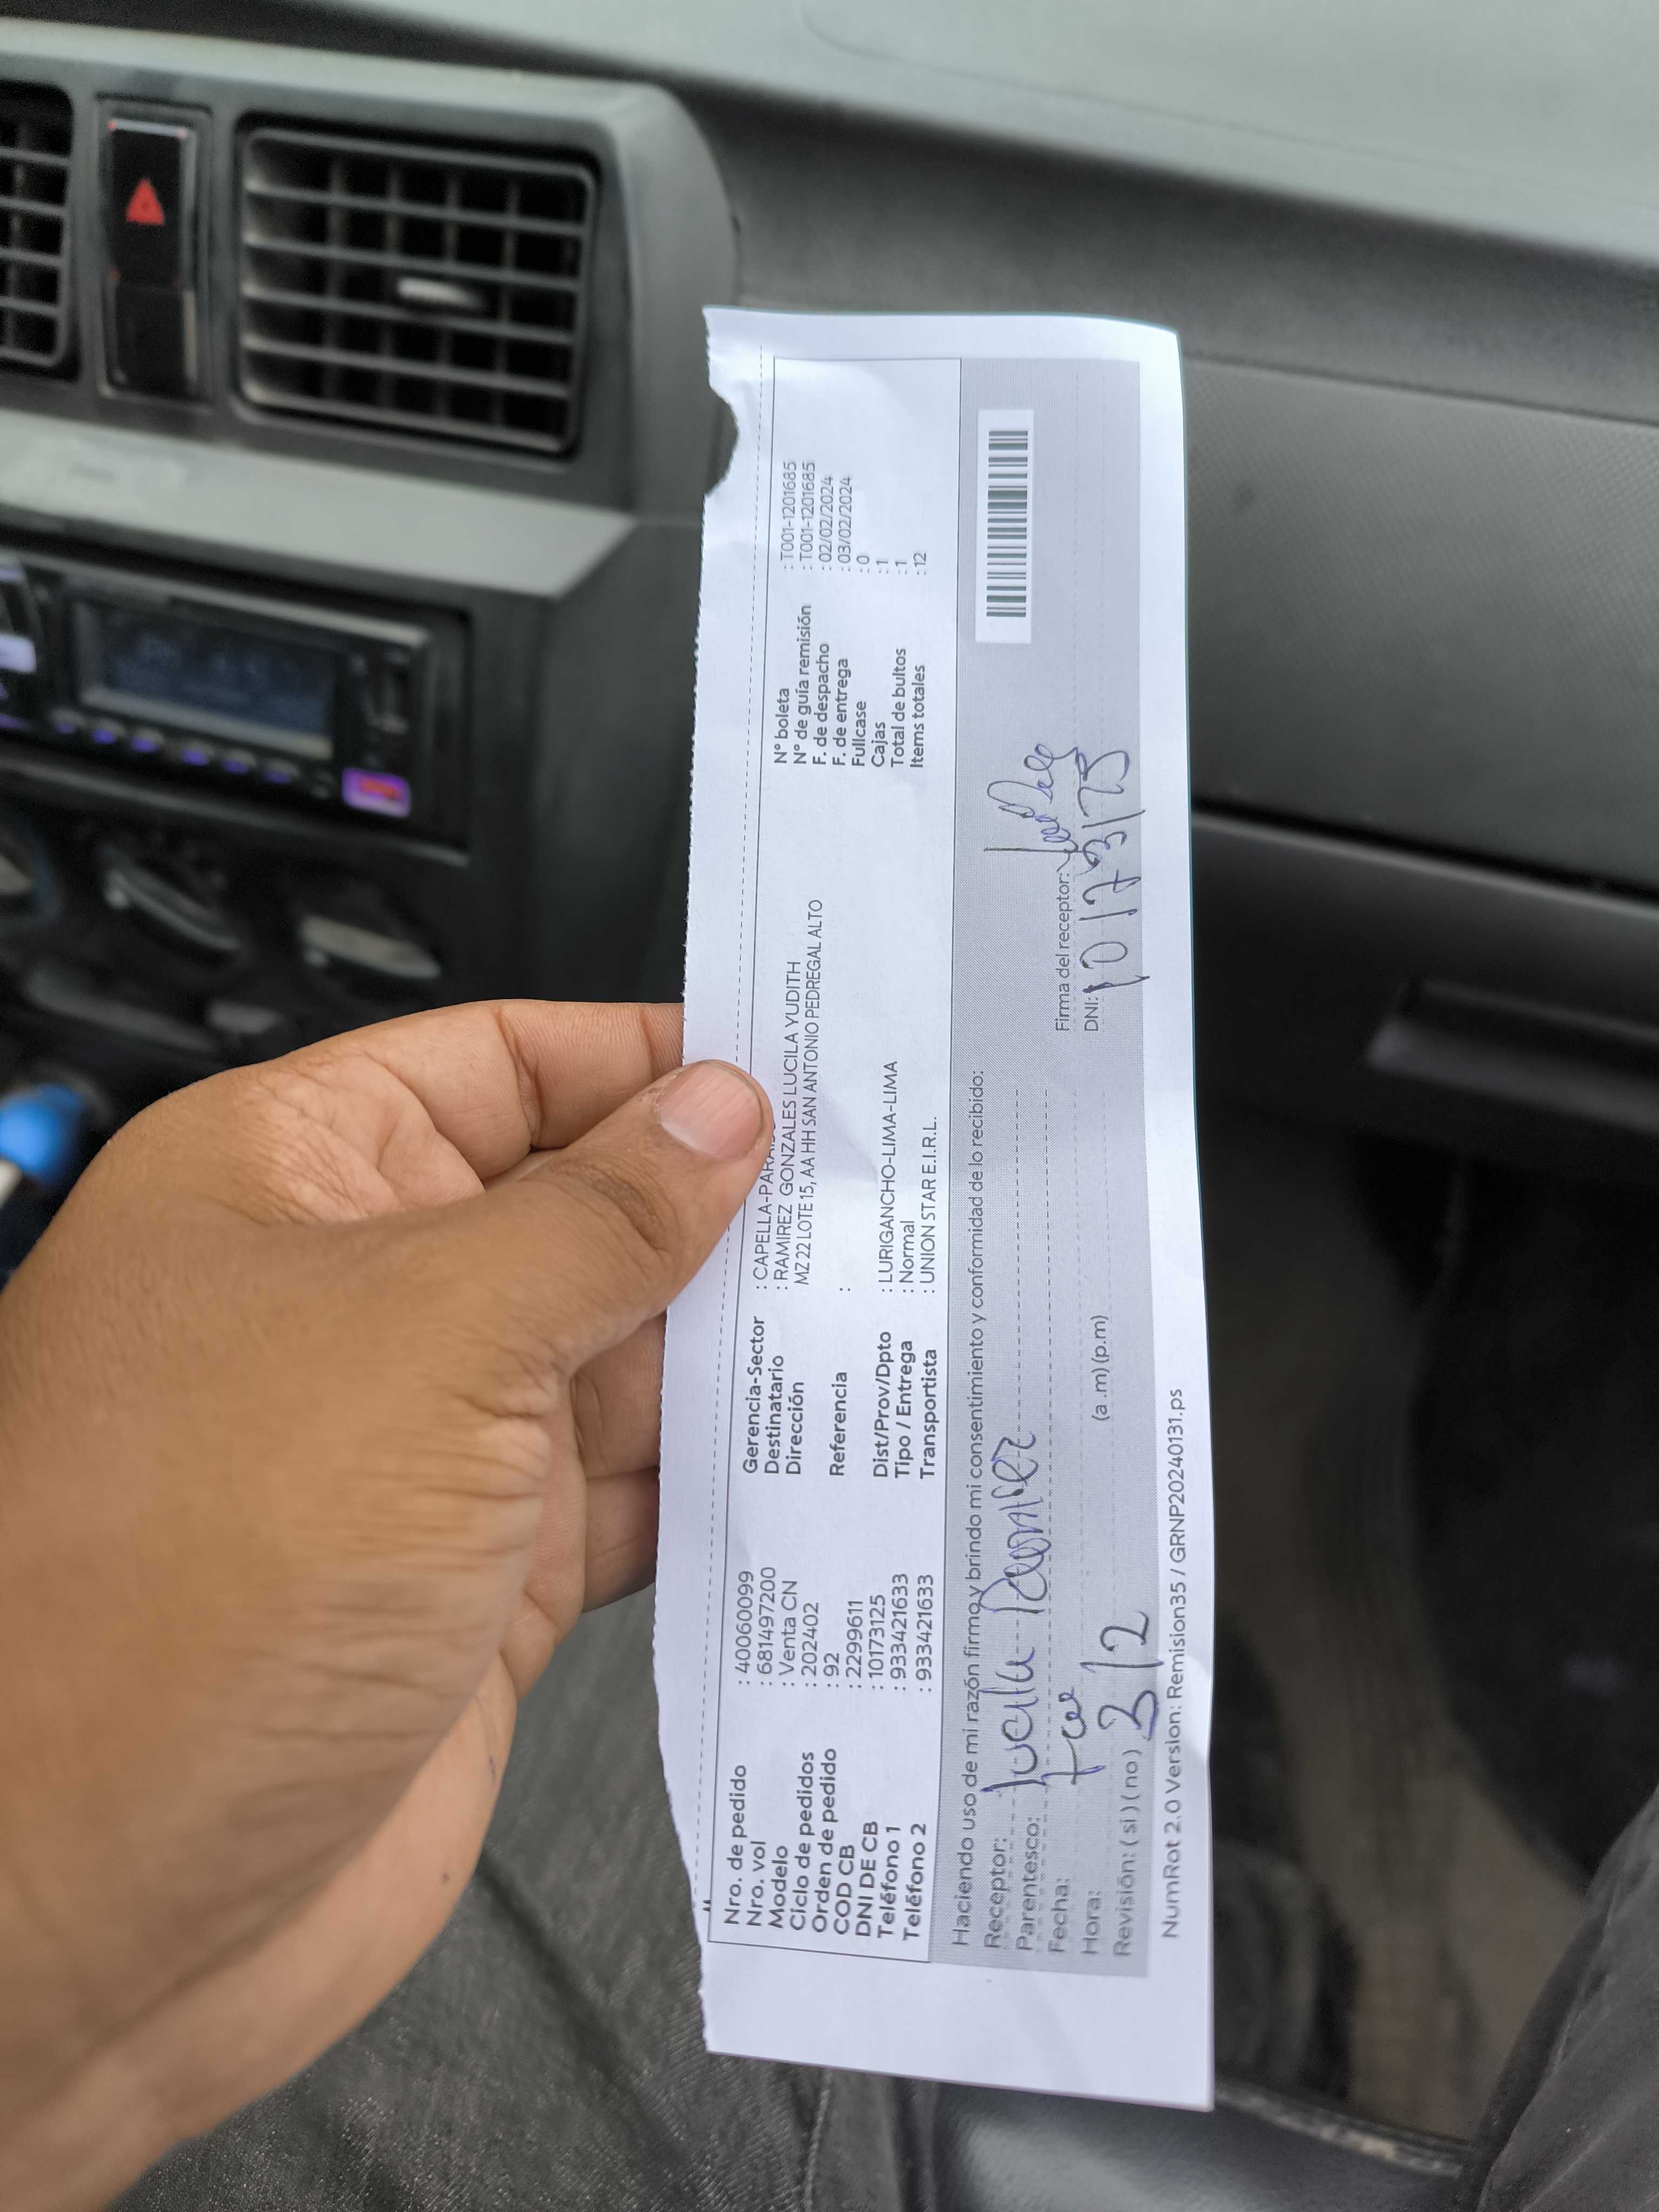 Nro. de pedido : 40060099
Nro. vol : 681497200
Modelo : Venta CN
Ciclo de pedidos : 202402
Orden de pedido : 92
COD CB : 2299611
DNI DE CB : 10173125
Teléfono 1 : 933421633
Teléfono 2 : 933421633
Gerencia-Sector : CAPELLA-PARAIS
Destinatario : RAMIREZ GONZALES LUCILA YUDITH
Dirección MZ 22 LOTE 15, AA HH SAN ANTONIO PEDREGAL ALTO
Referencia :
Dist/Prov/Dpto : LURIGANCHO-LIMA-LIMA
Tipo / Entrega : Normal
Transportista : UNION STAR E.I.R.L.
N° boleta : T001-1201685
N° de guía remisión : T001-1201685
F. de despacho : 02/02/2024
F. de entrega : 03/02/2024
Fullcase : 0
Cajas : 1
Total de bultos : 1
Items totales : 12
Haciendo uso de mi razón firmo y brindo mi consentimiento y conformidad de lo recibido:
Receptor: Lucila Ramirez
Parentesco:
Fecha: 3/2
Hora: (a.m) (p.m)
Revisión: (si) (no)
Firma del receptor:
DNI: 10173125
NumRot 2.0 Version: Remision35 / GRNP20240131.ps